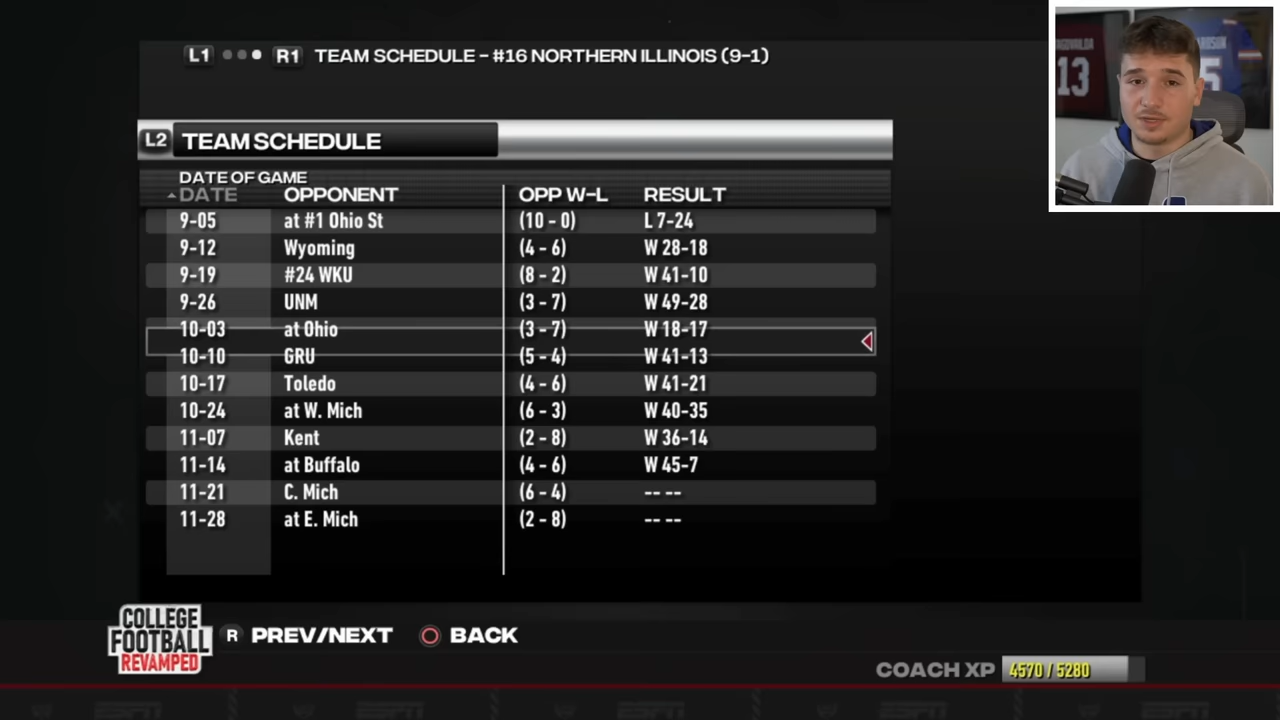 L1 R1 TEAM SCHEDULE – #16 NORTHERN ILLINOIS (9-1)
L2 TEAM SCHEDULE
DATE OF GAME
DATE OPPONENT OPP W-L RESULT
9-05 at #1 Ohio St (10 - 0) L 7-24
9-12 Wyoming (4 - 6) W 28-18
9-19 #24 WKU (8 - 2) W 41-10
9-26 UNM (3 - 7) W 49-28
10-03 at Ohio (3 - 7) W 18-17
10-10 GRU (5 - 4) W 41-13
10-17 Toledo (4 - 6) W 41-21
10-24 at W. Mich (6 - 3) W 40-35
11-07 Kent (2 - 8) W 36-14
11-14 at Buffalo (4 - 6) W 45-7
11-21 C. Mich (6 - 4) -- --
11-28 at E. Mich (2 - 8) -- --
COLLEGE
FOOTBALL
REVAMPED
R PREV/NEXT BACK
COACH XP 4570 / 5280
13
5